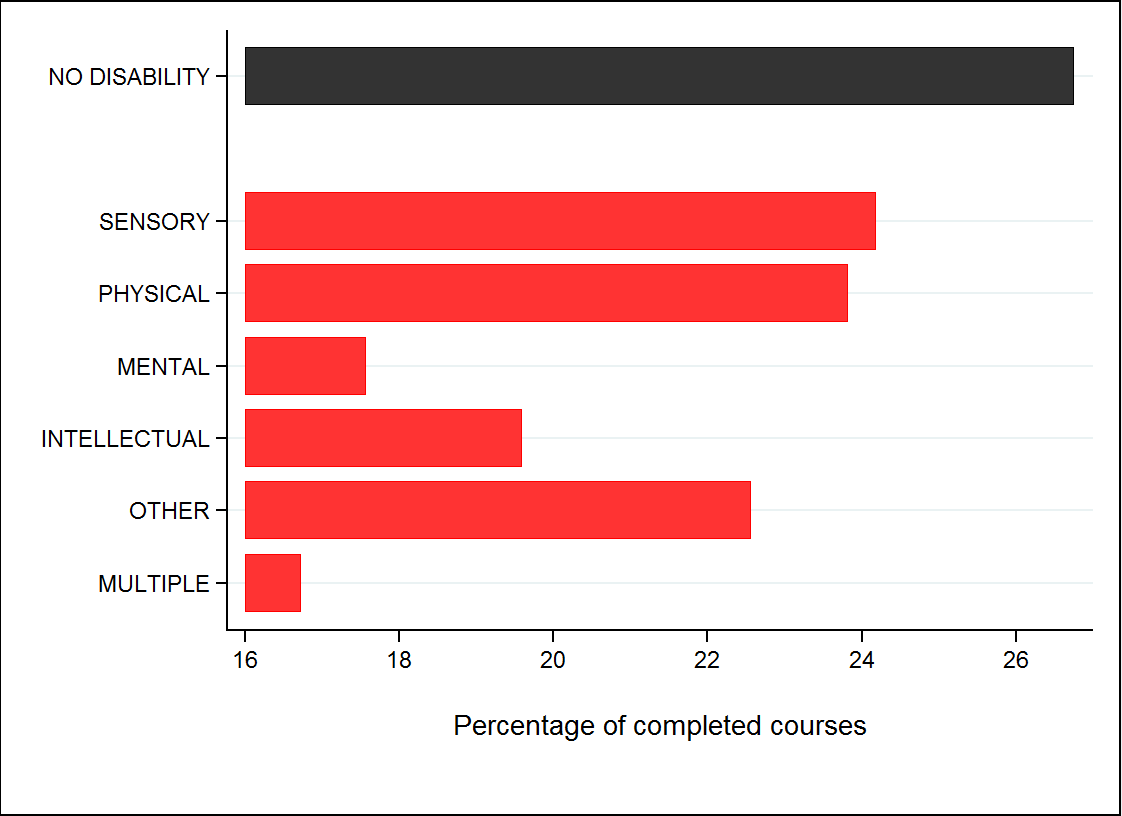 NO DISABILITY
SENSORY
PHYSICAL
MENTAL
INTELLECTUAL
OTHER
MULTIPLE
16 18 20 22 24 26
Percentage of completed courses